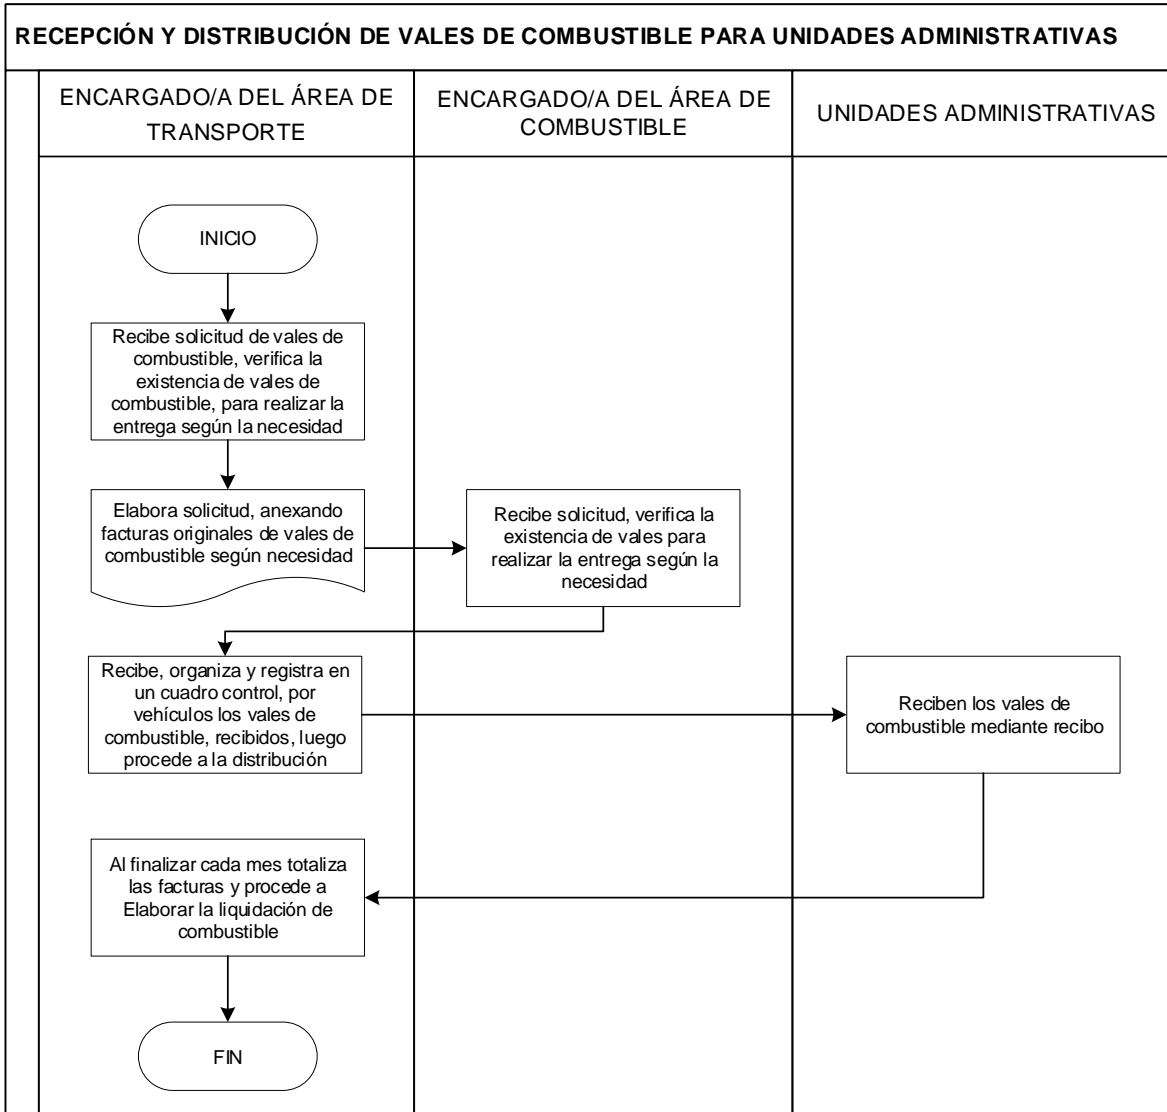 RECEPCIÓN Y DISTRIBUCIÓN DE VALES DE COMBUSTIBLE PARA UNIDADES ADMINISTRATIVAS
ENCARGADO/A DEL ÁREA DE
TRANSPORTE
ENCARGADO/A DEL ÁREA DE
COMBUSTIBLE
UNIDADES ADMINISTRATIVAS
INICIO
Recibe solicitud de vales de
combustible, verifica la
existencia de vales de
combustible, para realizar la
entrega según la necesidad
Elabora solicitud, anexando
facturas originales de vales de
combustible según necesidad
Recibe solicitud, verifica la
existencia de vales para
realizar la entrega según la
necesidad
Recibe, organiza y registra en
un cuadro control, por
vehículos los vales de
combustible, recibidos, luego
procede a la distribución
Reciben los vales de
combustible mediante recibo
Al finalizar cada mes totaliza
las facturas y procede a
Elaborar la liquidación de
combustible
FIN